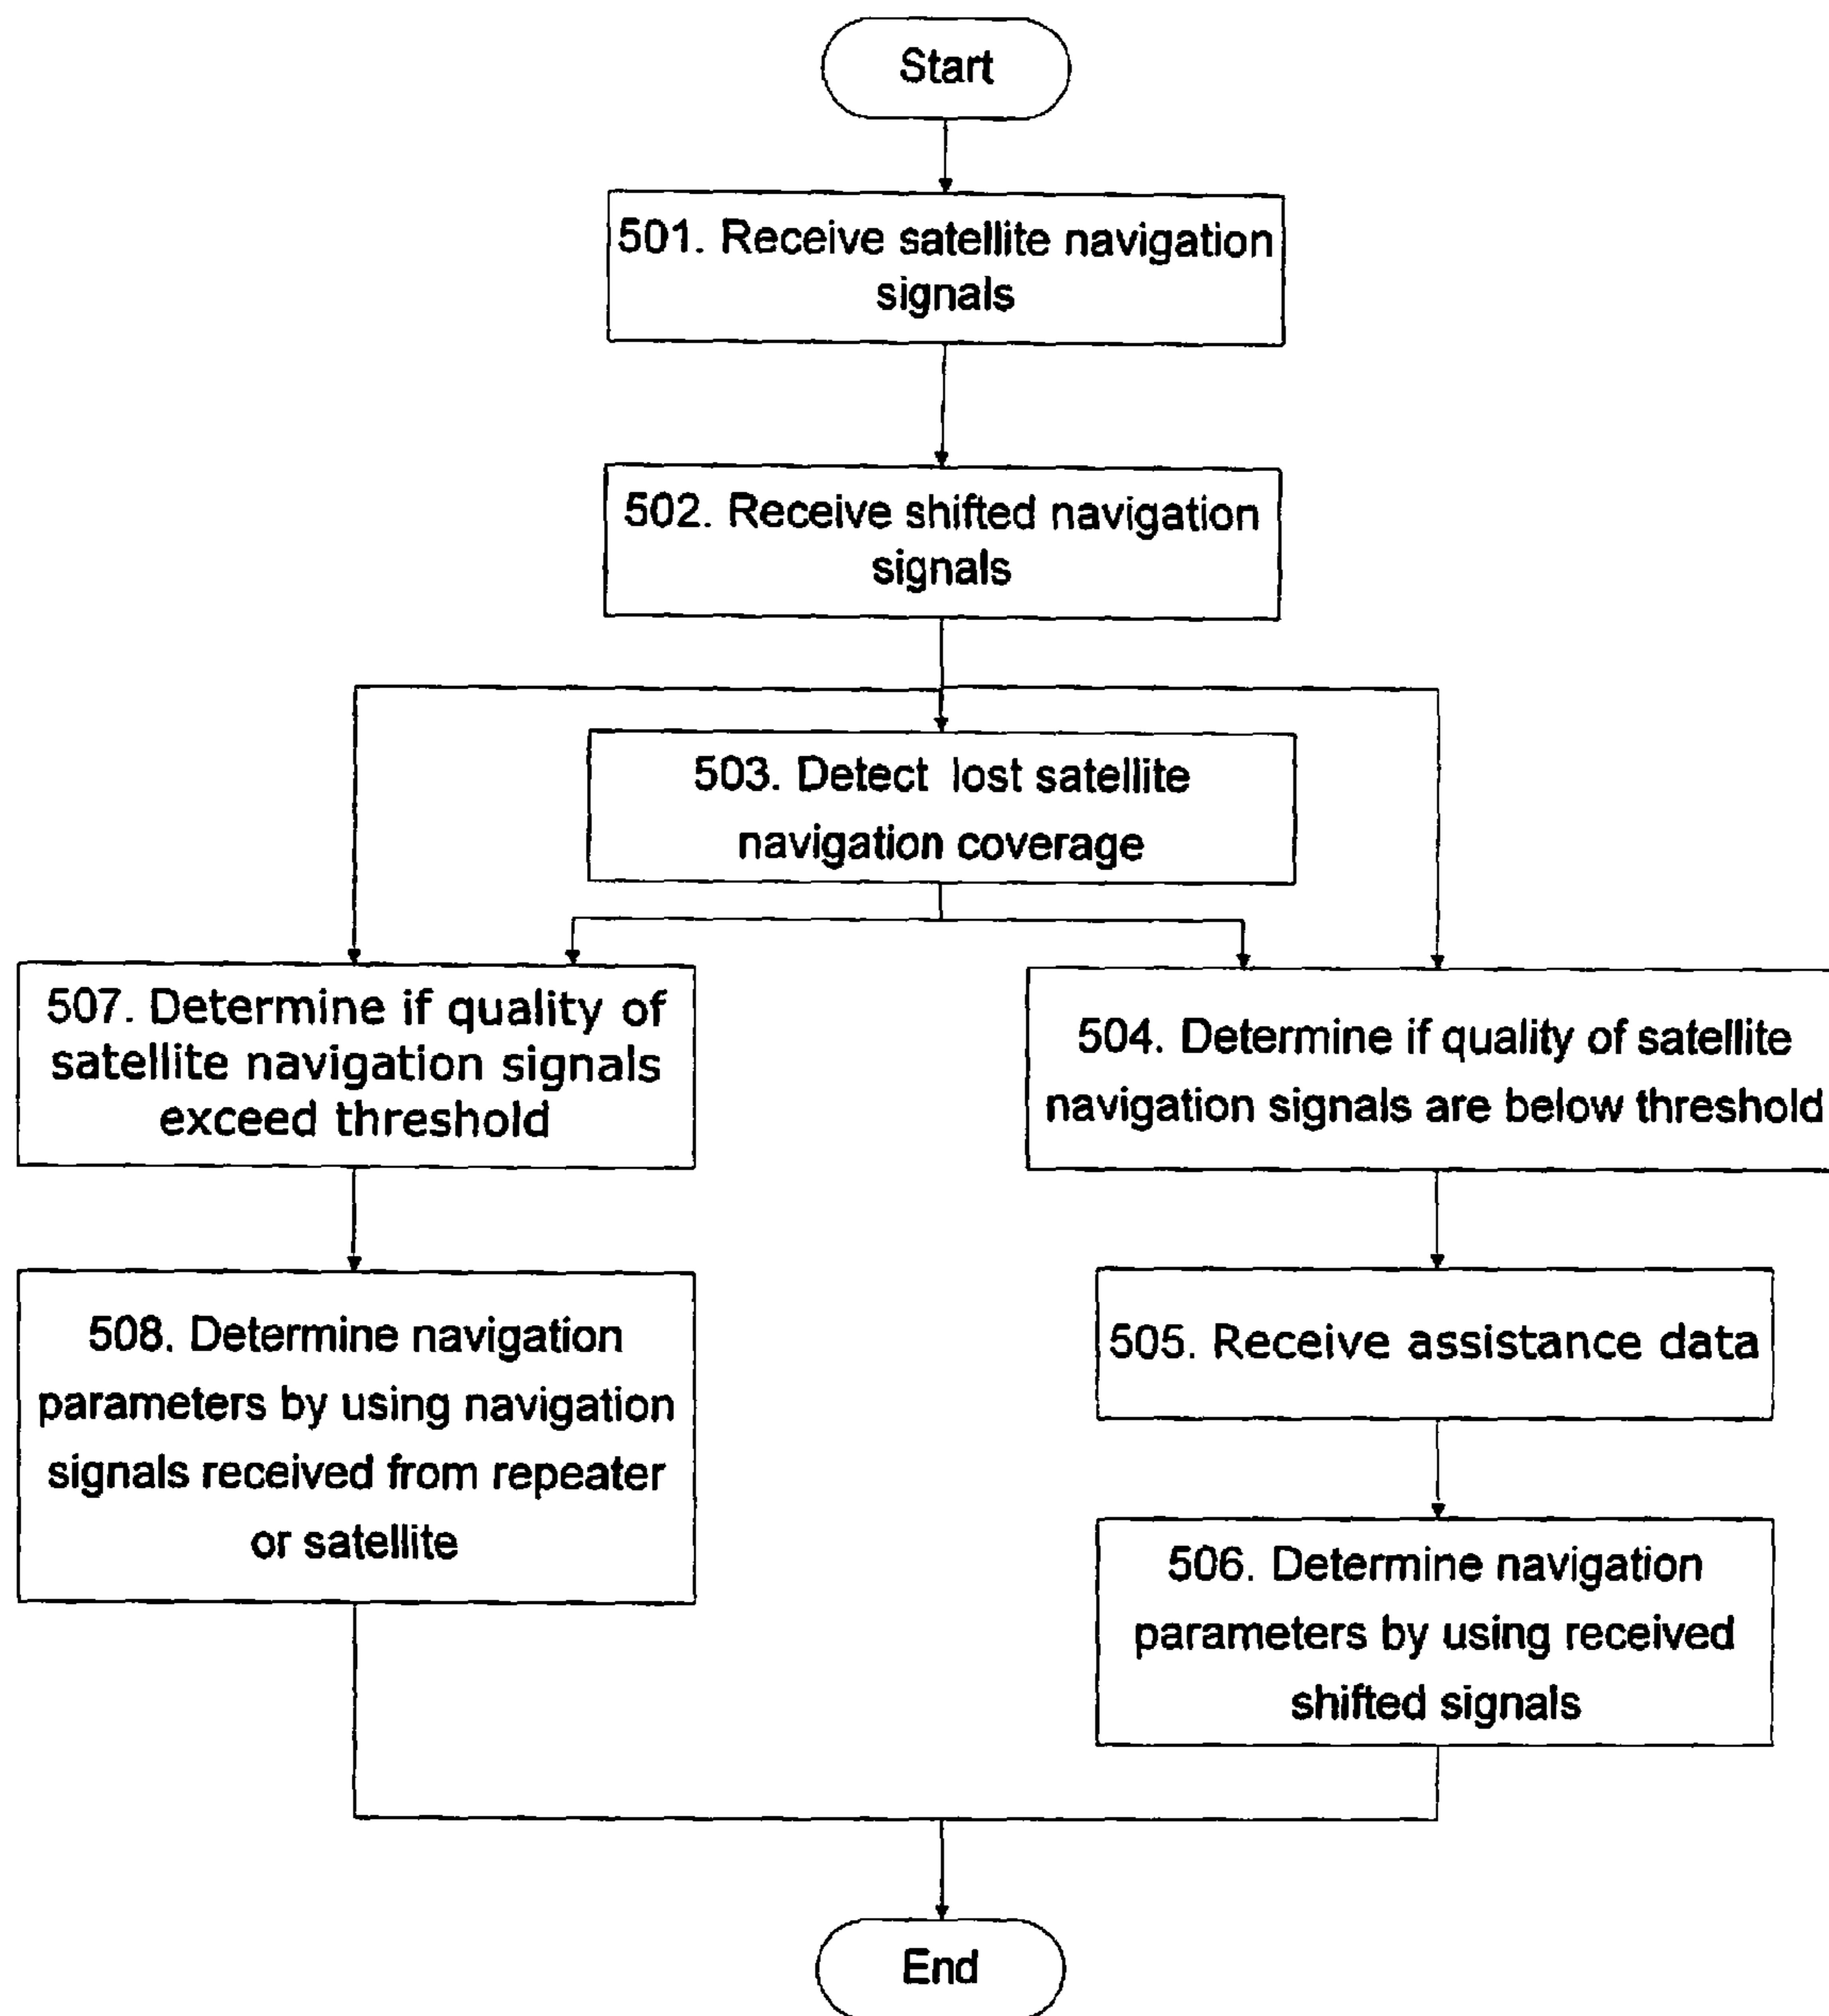 Start
501. Receive satellite navigation
signals
502. Receive shifted navigation
signals
503. Detect lost satellite
navigation coverage
507. Determine if quality of
satellite navigation signals
exceed threshold
504. Determine if quality of satellite
navigation signals are below threshold
508. Determine navigation
parameters by using navigation
signals received from repeater
or satellite
505. Receive assistance data
506. Determine navigation
parameters by using received
shifted signals
End